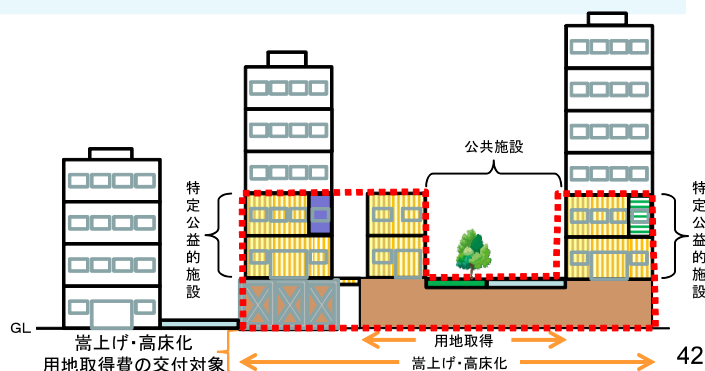 公共施設
特定公益的施設
特定公益的施設
GL
嵩上げ・高床化
用地取得費の交付対象
用地取得
嵩上げ・高床化
42